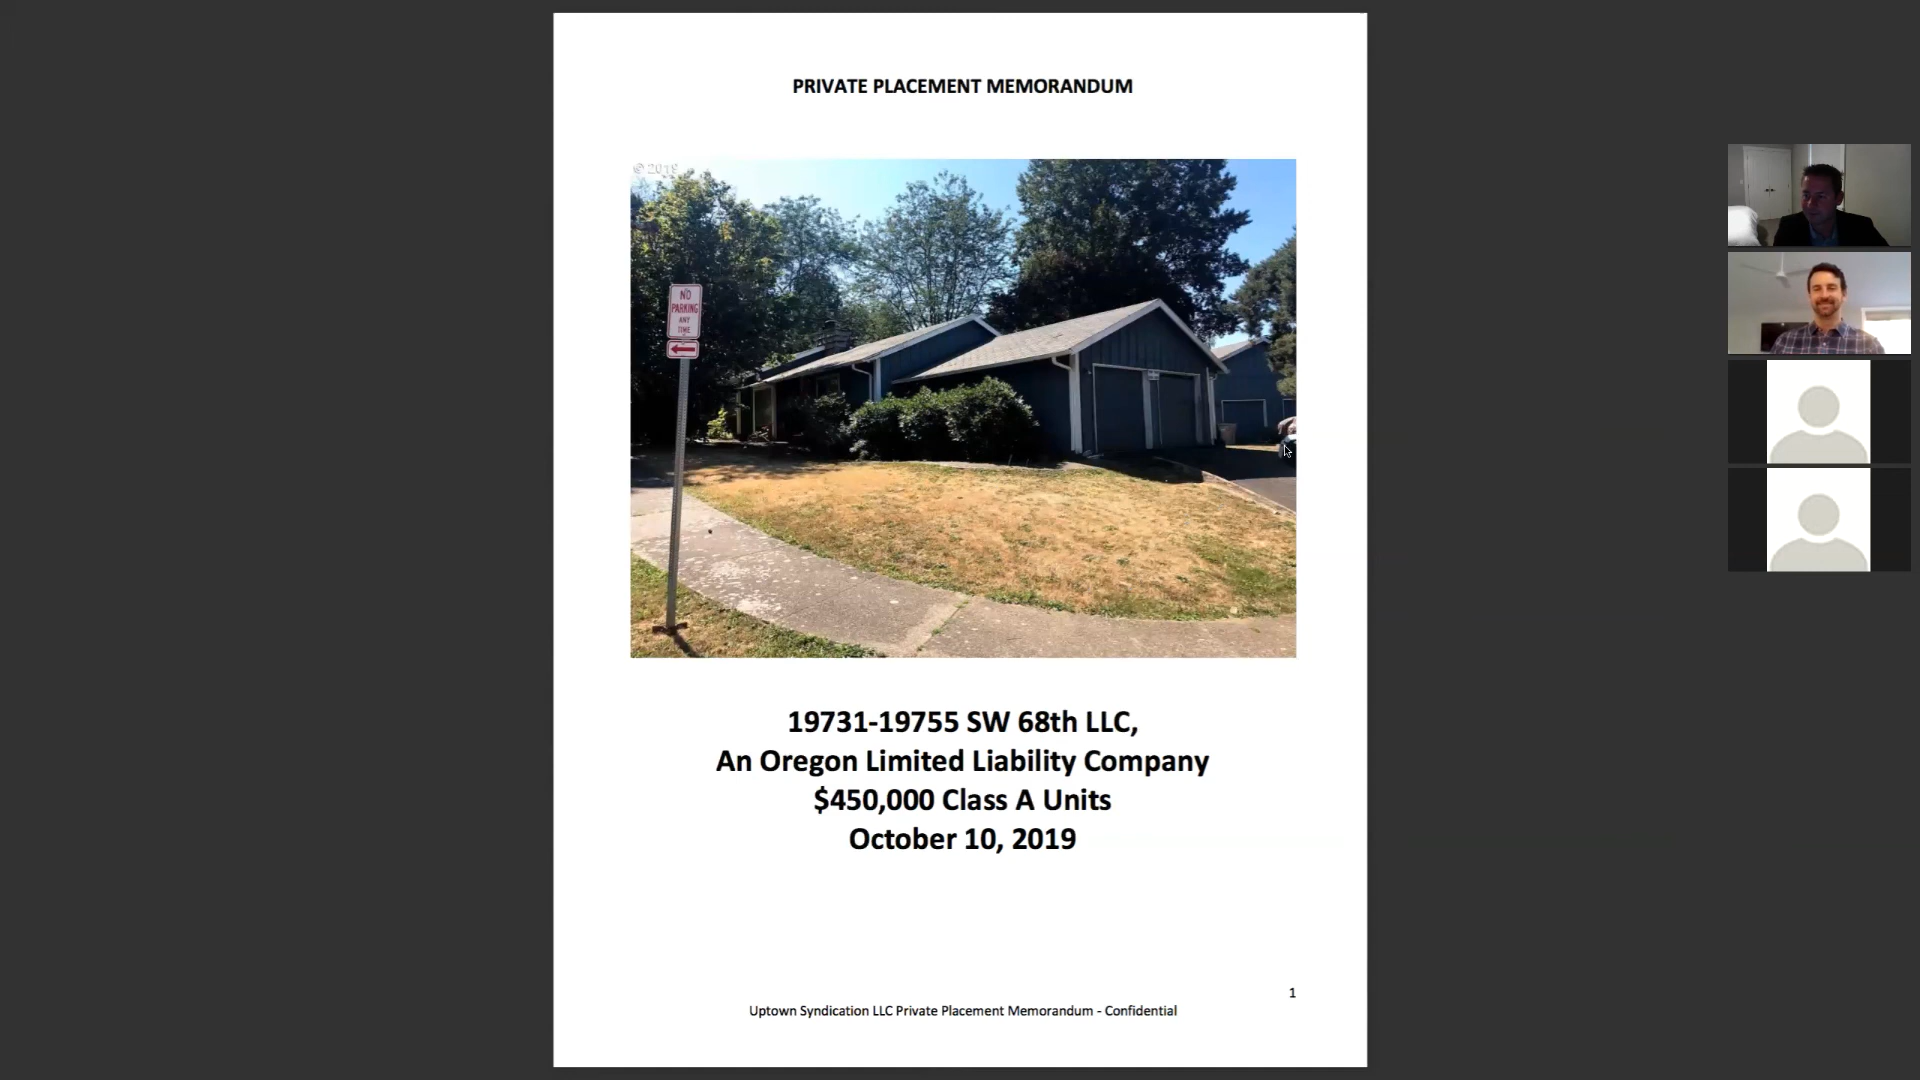 PRIVATE PLACEMENT MEMORANDUM
© 2019
NO
PARKING
ANY
TIME
19731-19755 SW 68th LLC,
An Oregon Limited Liability Company
$450,000 Class A Units
October 10, 2019
1
Uptown Syndication LLC Private Placement Memorandum - Confidential